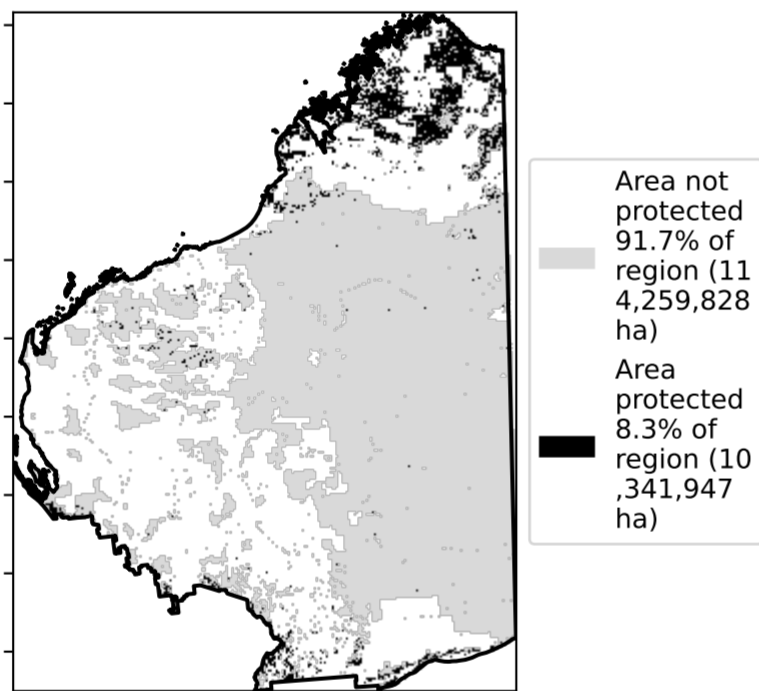 Area not
protected
91.7% of
region (11
4,259,828
ha)
Area
protected
8.3% of
region (10
,341,947
ha)